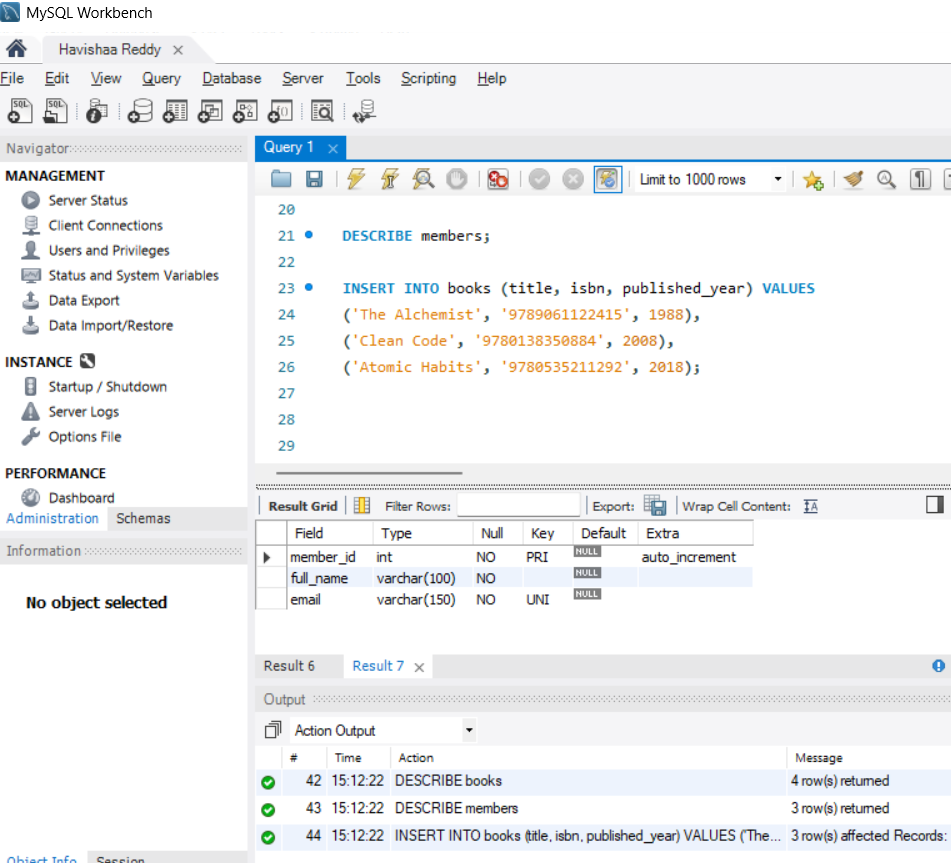 MySQL Workbench
Havishaa Reddy
File Edit View Query Database Server Tools Scripting Help
Navigator
MANAGEMENT
Server Status
Client Connections
Users and Privileges
Status and System Variables
Data Export
Data Import/Restore
INSTANCE
Startup / Shutdown
Server Logs
Options File
PERFORMANCE
Dashboard
Administration Schemas
Information
No object selected
Object Info Session
Query 1
Limit to 1000 rows
20
21 DESCRIBE members;
22
23 INSERT INTO books (title, isbn, published_year) VALUES
24 ('The Alchemist', '9789061122415', 1988),
25 ('Clean Code', '9780138350884', 2008),
26 ('Atomic Habits', '9780535211292', 2018);
27
28
29
Result Grid Filter Rows: Export: Wrap Cell Content:
Field Type Null Key Default Extra
member_id int NO PRI NULL auto_increment
full_name varchar(100) NO NULL
email varchar(150) NO UNI NULL
Result 6 Result 7
Output
Action Output
# Time Action Message
42 15:12:22 DESCRIBE books 4 row(s) returned
43 15:12:22 DESCRIBE members 3 row(s) returned
44 15:12:22 INSERT INTO books (title, isbn, published_year) VALUES ('The... 3 row(s) affected Records: